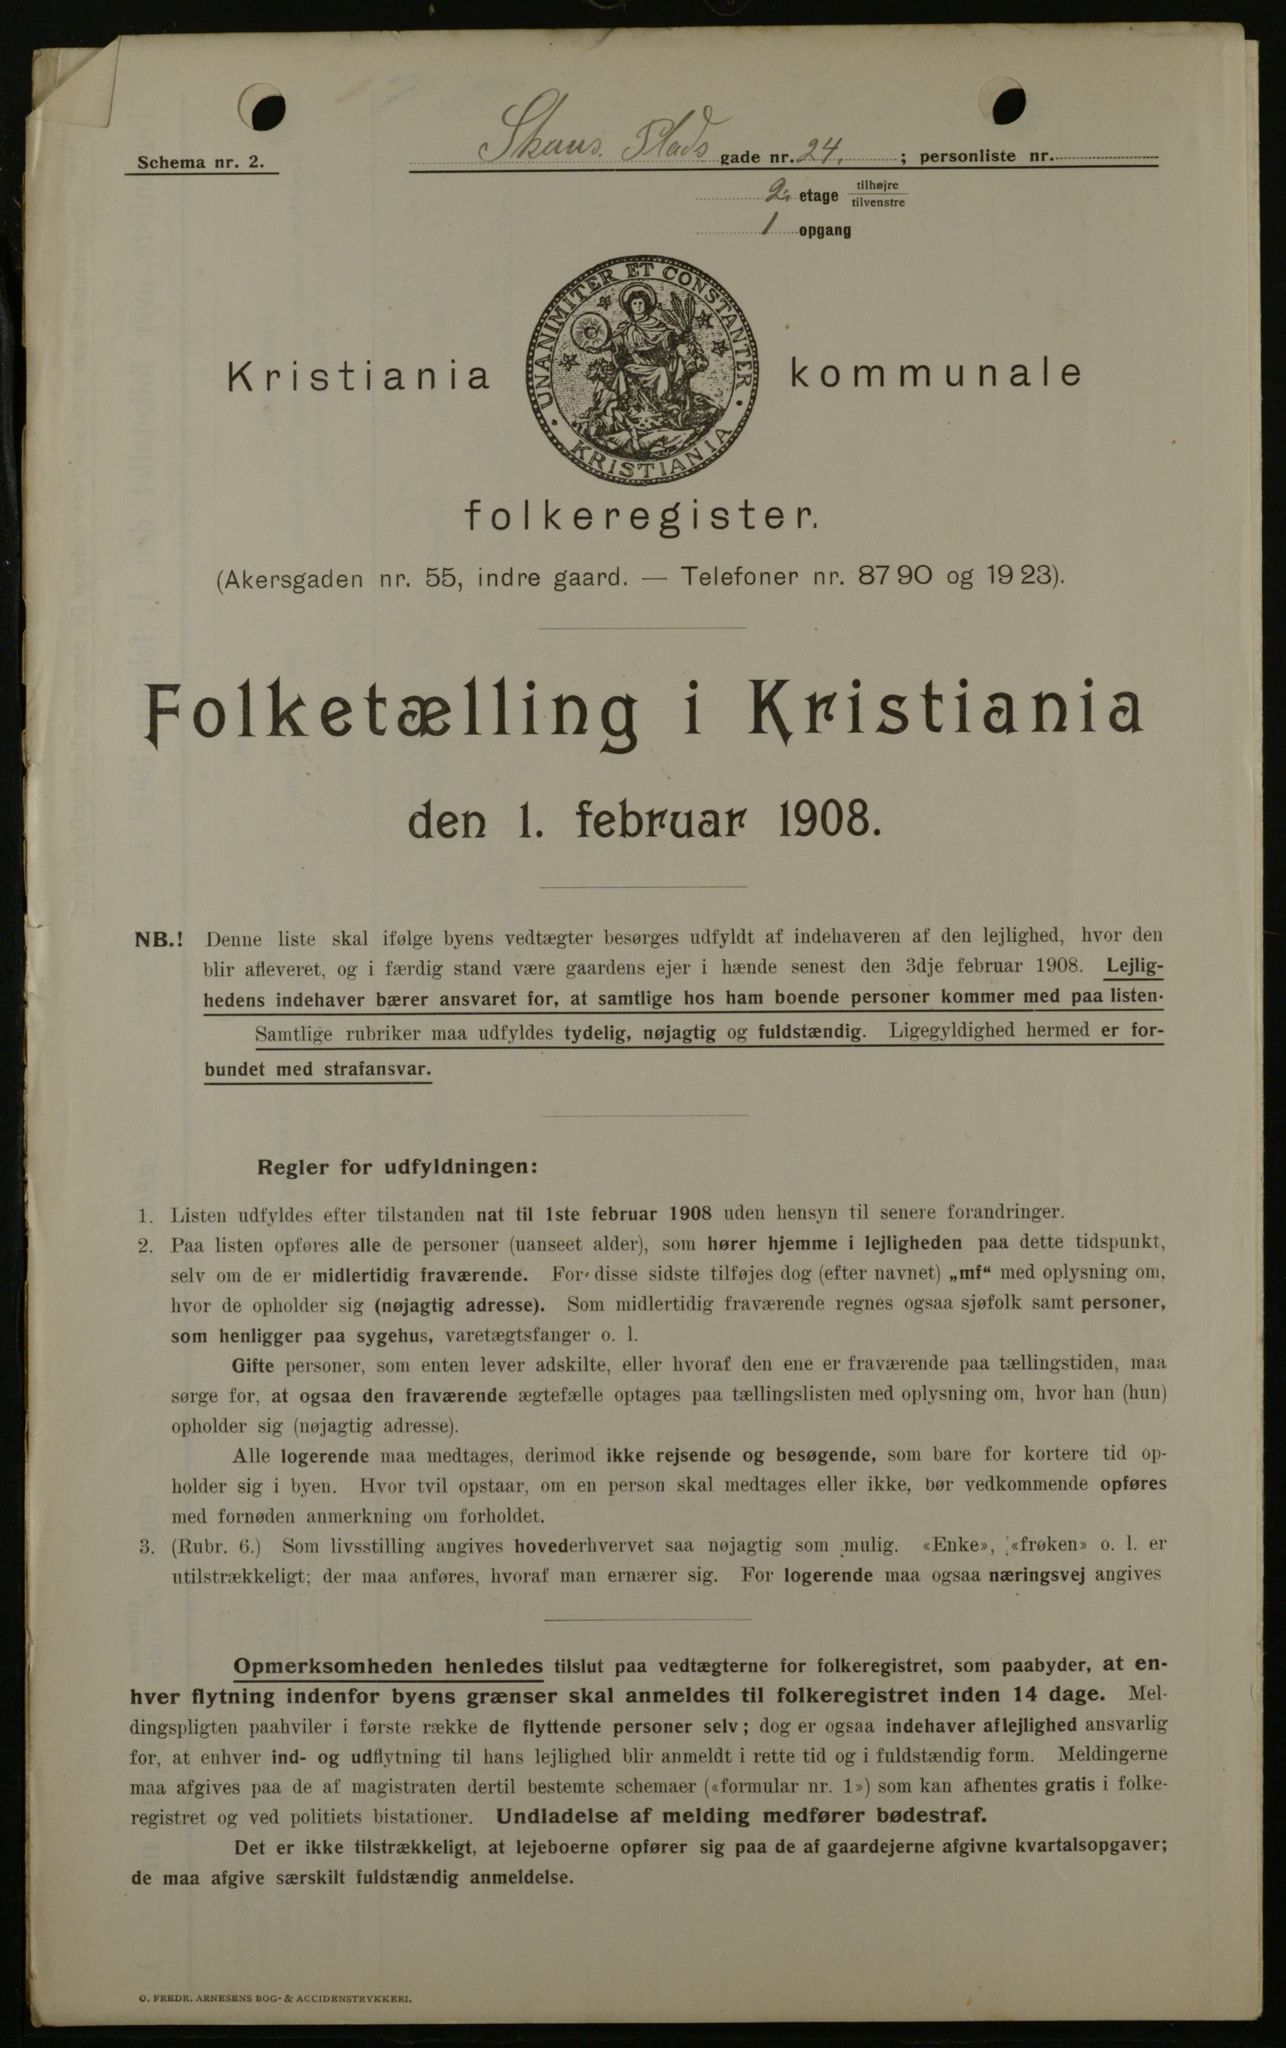 Schema nr. 2.
Skaus. Plads gade nr. 24. ; personliste nr.
2. etage tilhøjre tilvenstre
1 opgang
UNANIMITER ET CONSTANTER
KRISTIANIA
Kristiania kommunale
folkeregister.
(Akersgaden nr. 55, indre gaard. — Telefoner nr. 8790 og 1923).
Folketælling i Kristiania
den 1. februar 1908.
NB.! Denne liste skal ifølge byens vedtægter besørges udfyldt af indehaveren af den lejlighed, hvor den
blir afleveret, og i færdig stand være gaardens ejer i hænde senest den 3dje februar 1908. Lejlig-
hedens indehaver bærer ansvaret for, at samtlige hos ham boende personer kommer med paa listen.
Samtlige rubriker maa udfyldes tydelig, nøjagtig og fuldstændig. Ligegyldighed hermed er for-
bundet med strafansvar.
Regler for udfyldningen:
1. Listen udfyldes efter tilstanden nat til 1ste februar 1908 uden hensyn til senere forandringer.
2. Paa listen opføres alle de personer (uanseet alder), som hører hjemme i lejligheden paa dette tidspunkt,
selv om de er midlertidig fraværende. For disse sidste tilføjes dog (efter navnet) „mf“ med oplysning om,
hvor de opholder sig (nøjagtig adresse). Som midlertidig fraværende regnes ogsaa sjøfolk samt personer,
som henligger paa sygehus, varetægtsfanger o. l.
Gifte personer, som enten lever adskilte, eller hvoraf den ene er fraværende paa tællingstiden, maa
sørge for, at ogsaa den fraværende ægtefælle optages paa tællingslisten med oplysning om, hvor han (hun)
opholder sig (nøjagtig adresse).
Alle logerende maa medtages, derimod ikke rejsende og besøgende, som bare for kortere tid op-
holder sig i byen. Hvor tvil opstaar, om en person skal medtages eller ikke, bør vedkommende opføres
med fornøden anmerkning om forholdet.
3. (Rubr. 6.) Som livsstilling angives hovederhvervet saa nøjagtig som mulig. «Enke», «frøken» o. l. er
utilstrækkeligt; der maa anføres, hvoraf man ernærer sig. For logerende maa ogsaa næringsvej angives
Opmerksomheden henledes tilslut paa vedtægterne for folkeregistret, som paabyder, at en-
hver flytning indenfor byens grænser skal anmeldes til folkeregistret inden 14 dage. Mel-
dingspligten paahviler i første række de flyttende personer selv; dog er ogsaa indehaver af lejlighed ansvarlig
for, at enhver ind- og udflytning til hans lejlighed blir anmeldt i rette tid og i fuldstændig form. Meldingerne
maa afgives paa de af magistraten dertil bestemte schemaer («formular nr. 1») som kan afhentes gratis i folke-
registret og ved politiets bistationer. Undladelse af melding medfører bødestraf.
Det er ikke tilstrækkeligt, at lejeboerne opfører sig paa de af gaardejerne afgivne kvartalsopgaver;
de maa afgive særskilt fuldstændig anmeldelse.
O. FREDR. ARNESENS BOG- & ACCIDENSTRYKKERI.